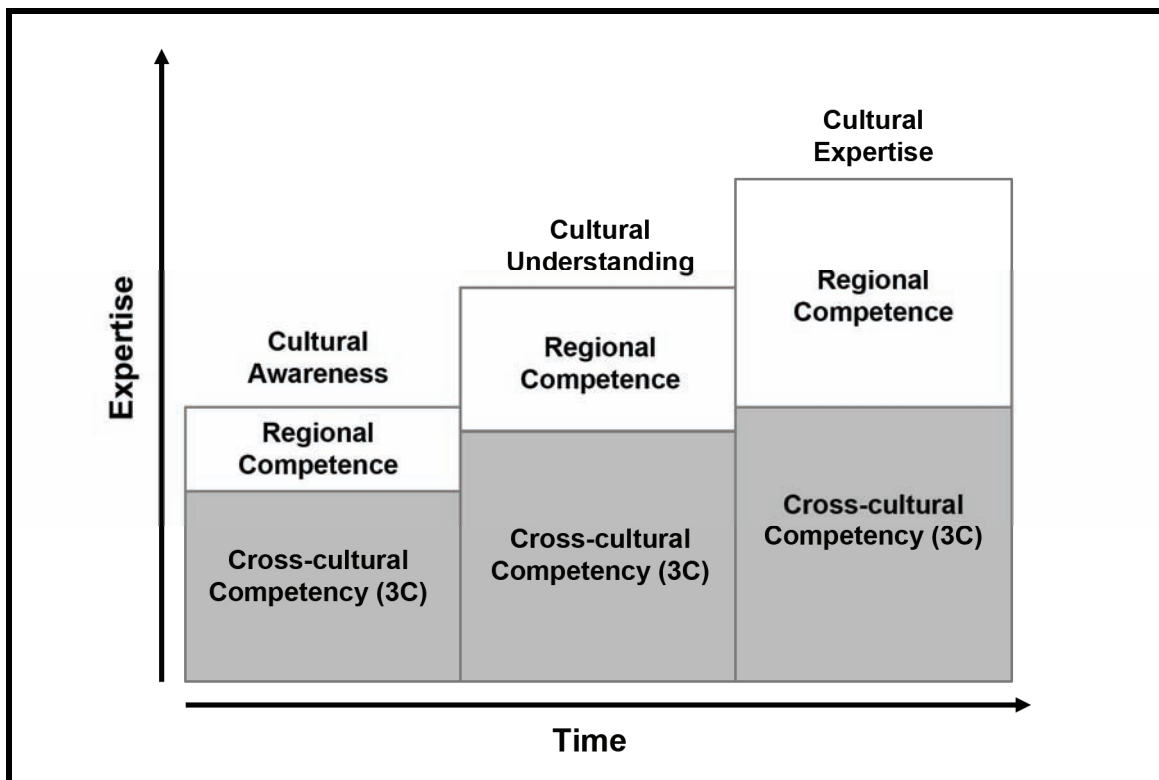 Cultural
Expertise
Cultural
Understanding
Cultural
Awareness
Regional
Competence
Regional
Competence
Regional
Competence
Cross-cultural
Competency (3C)
Cross-cultural
Competency (3C)
Cross-cultural
Competency (3C)
Expertise
Time